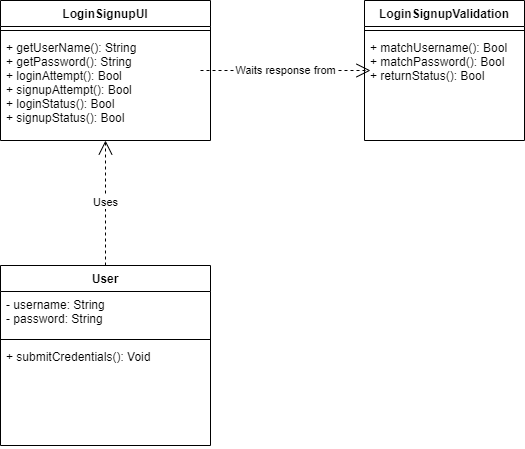 LoginSignupUI
+ getUserName(): String
+ getPassword(): String
+ loginAttempt(): Bool
+ signupAttempt(): Bool
+ loginStatus(): Bool
+ signupStatus(): Bool
Waits response from
LoginSignupValidation
+ matchUsername(): Bool
+ matchPassword(): Bool
+ returnStatus(): Bool
Uses
User
- username: String
- password: String
+ submitCredentials(): Void